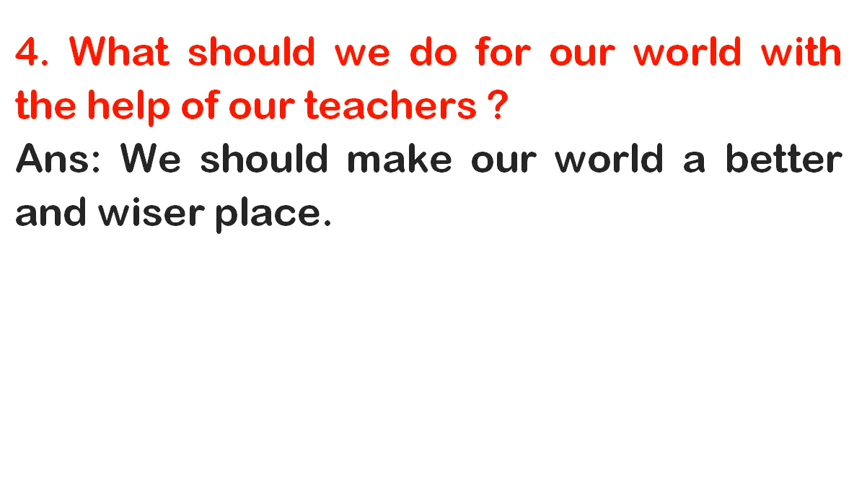 4. What should we do for our world with
the help of our teachers ?
Ans: We should make our world a better
and wiser place.